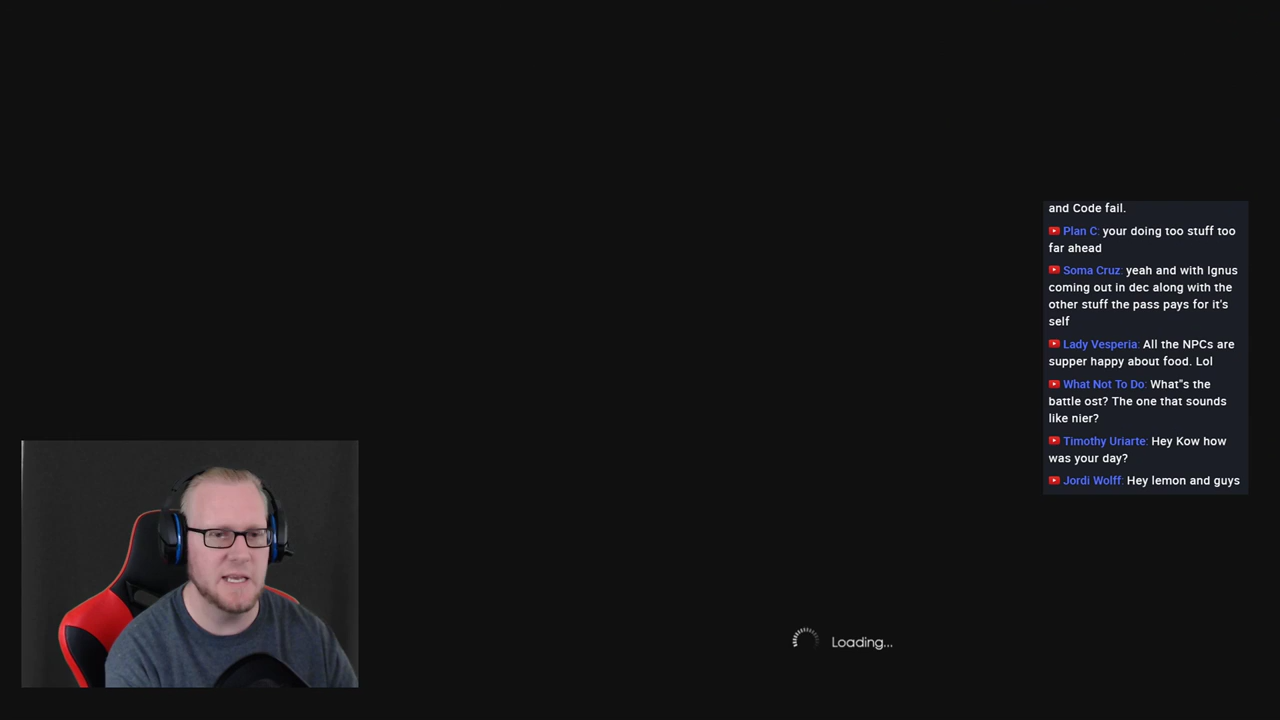 and Code fail.
Plan C: your doing too stuff too
far ahead
Soma Cruz: yeah and with Ignus
coming out in dec along with the
other stuff the pass pays for it's
self
Lady Vesperia: All the NPCs are
supper happy about food. Lol
What Not To Do: What"s the
battle ost? The one that sounds
like nier?
Timothy Uriarte: Hey Kow how
was your day?
Jordi Wolff: Hey lemon and guys
Loading...